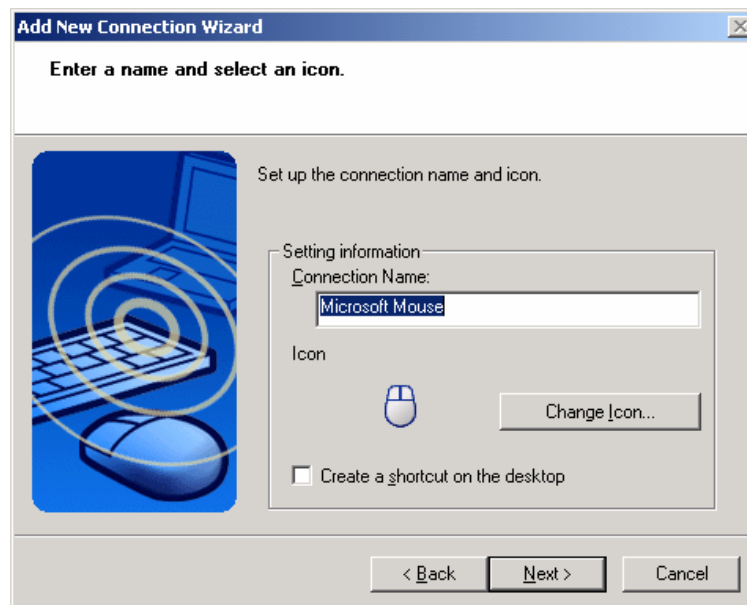 Add New Connection Wizard
Enter a name and select an icon.
Set up the connection name and icon.
Setting information
Connection Name:
Microsoft Mouse
Icon
Change Icon...
Create a shortcut on the desktop
< Back
Next >
Cancel